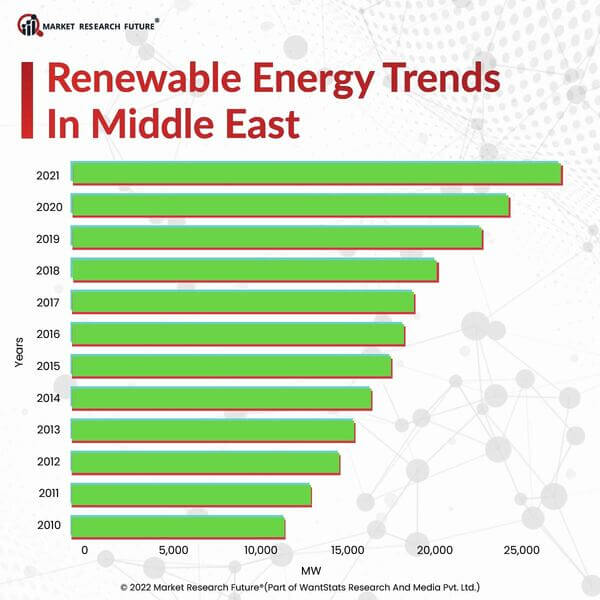 MARKET RESEARCH FUTURE®
Renewable Energy Trends
In Middle East
2021
2020
2019
2018
2017
2016
2015
2014
2013
2012
2011
2010
Years
0 5,000 10,000 15,000 20,000 25,000
MW
© 2022 Market Research Future®(Part of WantStats Research And Media Pvt. Ltd.)